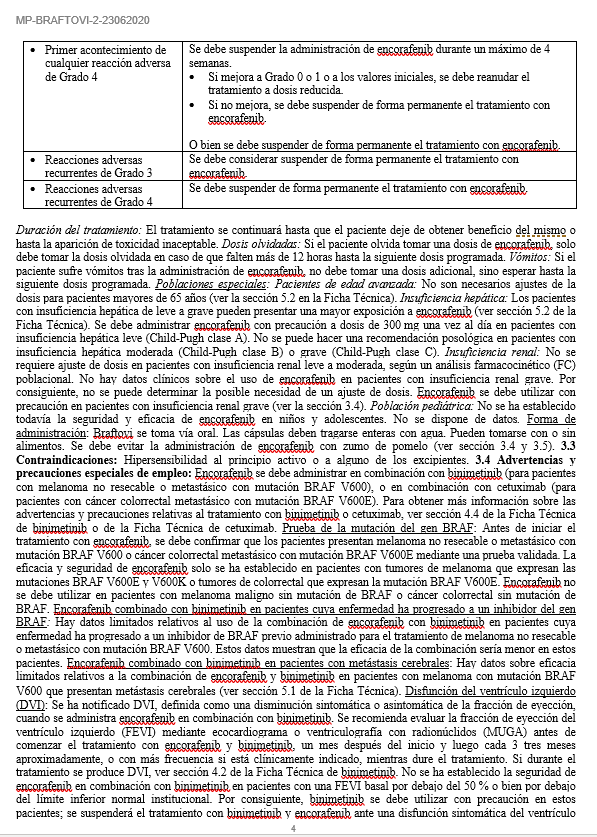 MP-BRAFTOVI-2-23062020
• Primer acontecimiento de
cualquier reacción adversa
de Grado 4
Se debe suspender la administración de encorafenib durante un máximo de 4
semanas.
• Si mejora a Grado 0 o 1 o a los valores iniciales, se debe reanudar el
tratamiento a dosis reducida.
• Si no mejora, se debe suspender de forma permanente el tratamiento con
encorafenib.
O bien se debe suspender de forma permanente el tratamiento con encorafenib.
• Reacciones adversas
recurrentes de Grado 3
Se debe considerar suspender de forma permanente el tratamiento con
encorafenib.
• Reacciones adversas
recurrentes de Grado 4
Se debe suspender de forma permanente el tratamiento con encorafenib.
Duración del tratamiento: El tratamiento se continuará hasta que el paciente deje de obtener beneficio del mismo o
hasta la aparición de toxicidad inaceptable. Dosis olvidadas: Si el paciente olvida tomar una dosis de encorafenib, solo
debe tomar la dosis olvidada en caso de que falten más de 12 horas hasta la siguiente dosis programada. Vómitos: Si el
paciente sufre vómitos tras la administración de encorafenib, no debe tomar una dosis adicional, sino esperar hasta la
siguiente dosis programada. Poblaciones especiales: Pacientes de edad avanzada: No son necesarios ajustes de la
dosis para pacientes mayores de 65 años (ver la sección 5.2 en la Ficha Técnica). Insuficiencia hepática: Los pacientes
con insuficiencia hepática de leve a grave pueden presentar una mayor exposición a encorafenib (ver sección 5.2 de la
Ficha Técnica). Se debe administrar encorafenib con precaución a dosis de 300 mg una vez al día en pacientes con
insuficiencia hepática leve (Child-Pugh clase A). No se puede hacer una recomendación posológica en pacientes con
insuficiencia hepática moderada (Child-Pugh clase B) o grave (Child-Pugh clase C). Insuficiencia renal: No se
requiere ajuste de dosis en pacientes con insuficiencia renal leve a moderada, según un análisis farmacocinético (FC)
poblacional. No hay datos clínicos sobre el uso de encorafenib en pacientes con insuficiencia renal grave. Por
consiguiente, no se puede determinar la posible necesidad de un ajuste de dosis. Encorafenib se debe utilizar con
precaución en pacientes con insuficiencia renal grave (ver la sección 3.4). Población pediátrica: No se ha establecido
todavía la seguridad y eficacia de encorafenib en niños y adolescentes. No se dispone de datos. Forma de
administración: Braftovi se toma vía oral. Las cápsulas deben tragarse enteras con agua. Pueden tomarse con o sin
alimentos. Se debe evitar la administración de encorafenib con zumo de pomelo (ver sección 3.4 y 3.5). 3.3
Contraindicaciones: Hipersensibilidad al principio activo o a alguno de los excipientes. 3.4 Advertencias y
precauciones especiales de empleo: Encorafenib se debe administrar en combinación con binimetinib (para pacientes
con melanoma no resecable o metastásico con mutación BRAF V600), o en combinación con cetuximab (para
pacientes con cáncer colorrectal metastásico con mutación BRAF V600E). Para obtener más información sobre las
advertencias y precauciones relativas al tratamiento con binimetinib o cetuximab, ver sección 4.4 de la Ficha Técnica
de binimetinib o de la Ficha Técnica de cetuximab. Prueba de la mutación del gen BRAF: Antes de iniciar el
tratamiento con encorafenib, se debe confirmar que los pacientes presentan melanoma no resecable o metastásico con
mutación BRAF V600 o cáncer colorrectal metastásico con mutación BRAF V600E mediante una prueba validada. La
eficacia y seguridad de encorafenib solo se ha establecido en pacientes con tumores de melanoma que expresan las
mutaciones BRAF V600E y V600K o tumores de colorrectal que expresan la mutación BRAF V600E. Encorafenib no
se debe utilizar en pacientes con melanoma maligno sin mutación de BRAF o cáncer colorrectal sin mutación de
BRAF. Encorafenib combinado con binimetinib en pacientes cuya enfermedad ha progresado a un inhibidor del gen
BRAF: Hay datos limitados relativos al uso de la combinación de encorafenib con binimetinib en pacientes cuya
enfermedad ha progresado a un inhibidor de BRAF previo administrado para el tratamiento de melanoma no resecable
o metastásico con mutación BRAF V600. Estos datos muestran que la eficacia de la combinación sería menor en estos
pacientes. Encorafenib combinado con binimetinib en pacientes con metástasis cerebrales: Hay datos sobre eficacia
limitados relativos a la combinación de encorafenib y binimetinib en pacientes con melanoma con mutación BRAF
V600 que presentan metástasis cerebrales (ver sección 5.1 de la Ficha Técnica). Disfunción del ventrículo izquierdo
(DVI): Se ha notificado DVI, definida como una disminución sintomática o asintomática de la fracción de eyección,
cuando se administra encorafenib en combinación con binimetinib. Se recomienda evaluar la fracción de eyección del
ventrículo izquierdo (FEVI) mediante ecocardiograma o ventriculografía con radionúclidos (MUGA) antes de
comenzar el tratamiento con encorafenib y binimetinib, un mes después del inicio y luego cada 3 tres meses
aproximadamente, o con más frecuencia si está clínicamente indicado, mientras dure el tratamiento. Si durante el
tratamiento se produce DVI, ver sección 4.2 de la Ficha Técnica de binimetinib. No se ha establecido la seguridad de
encorafenib en combinación con binimetinib en pacientes con una FEVI basal por debajo del 50 % o bien por debajo
del límite inferior normal institucional. Por consiguiente, binimetinib se debe utilizar con precaución en estos
pacientes; se suspenderá el tratamiento con binimetinib y encorafenib ante una disfunción sintomática del ventrículo
4